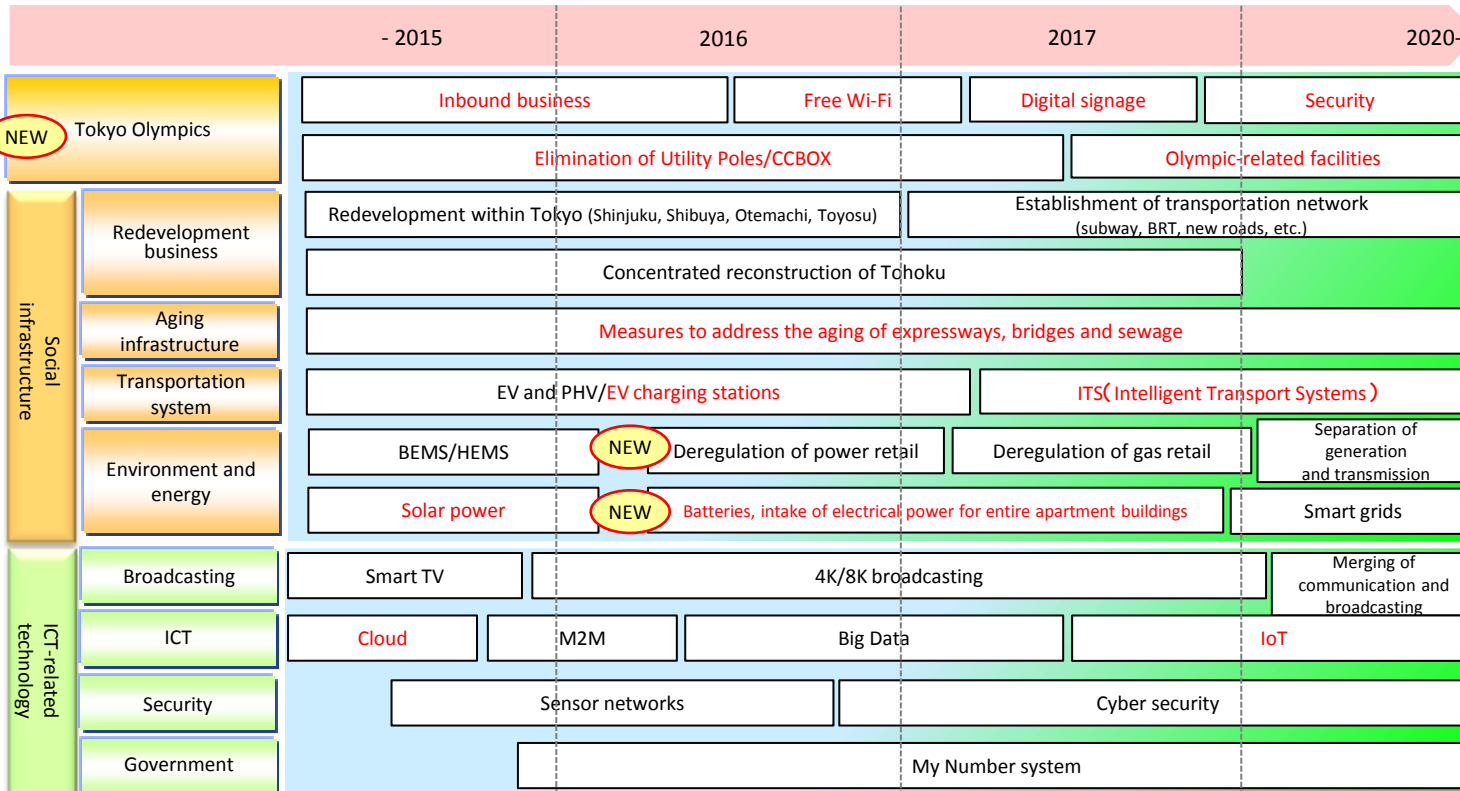 - 2015
2016
2017
2020-
NEW
Tokyo Olympics
Inbound business
Free Wi-Fi
Digital signage
Security
Elimination of Utility Poles/CCBOX
Olympic-related facilities
Social
infrastructure
Redevelopment
business
Redevelopment within Tokyo (Shinjuku, Shibuya, Otemachi, Toyosu)
Establishment of transportation network
(subway, BRT, new roads, etc.)
Concentrated reconstruction of Tohoku
Aging
infrastructure
Measures to address the aging of expressways, bridges and sewage
Transportation
system
EV and PHV/EV charging stations
ITS(Intelligent Transport Systems)
Environment and
energy
BEMS/HEMS
NEW
Deregulation of power retail
Deregulation of gas retail
Separation of
generation
and transmission
Solar power
NEW
Batteries, intake of electrical power for entire apartment buildings
Smart grids
ICT-related
technology
Broadcasting
Smart TV
4K/8K broadcasting
Merging of
communication and
broadcasting
ICT
Cloud
M2M
Big Data
IoT
Security
Sensor networks
Cyber security
Government
My Number system